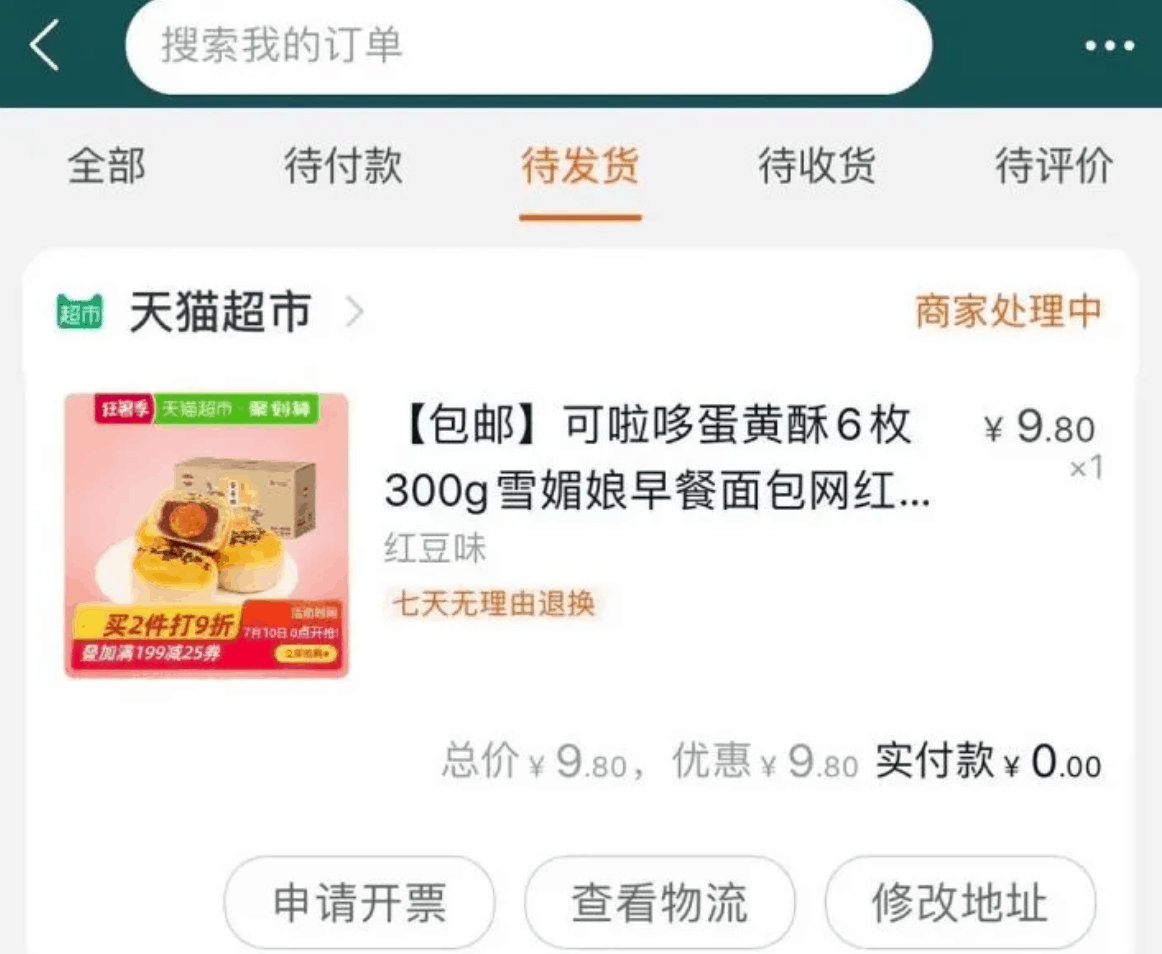 搜索我的订单
全部 待付款 待发货 待收货 待评价
超市 天猫超市
商家处理中
狂暑季 天猫超市 · 聚划算
买2件打9折
叠加满199减25券
活动时间
7月10日 0点开抢!
【包邮】可啦哆蛋黄酥6枚
300g雪媚娘早餐面包网红...
¥ 9.80
×1
红豆味
七天无理由退换
总价 ¥ 9.80，优惠 ¥ 9.80 实付款 ¥ 0.00
申请开票 查看物流 修改地址